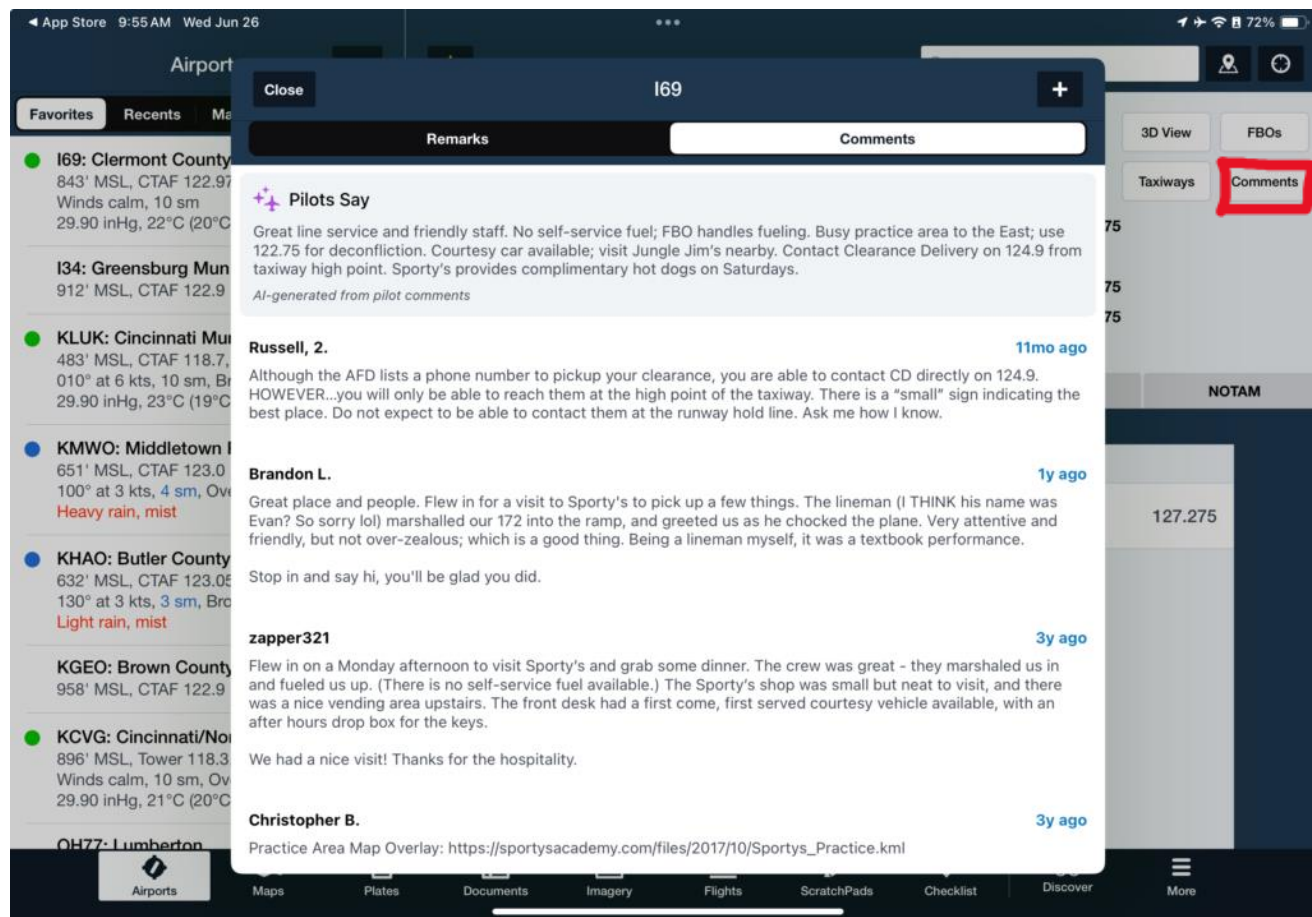 App Store 9:55 AM Wed Jun 26
72%
Airport
Favorites Recents Ma
I69: Clermont County
843' MSL, CTAF 122.97
Winds calm, 10 sm
29.90 inHg, 22°C (20°C
I34: Greensburg Mun
912' MSL, CTAF 122.9
KLUK: Cincinnati Mu
483' MSL, CTAF 118.7,
010° at 6 kts, 10 sm, Br
29.90 inHg, 23°C (19°C
KMWO: Middletown
651' MSL, CTAF 123.0
100° at 3 kts, 4 sm, Ove
Heavy rain, mist
KHAO: Butler County
632' MSL, CTAF 123.05
130° at 3 kts, 3 sm, Bro
Light rain, mist
KGEO: Brown County
958' MSL, CTAF 122.9
KCVG: Cincinnati/No
896' MSL, Tower 118.3
Winds calm, 10 sm, Ov
29.90 inHg, 21°C (20°C
OH77: Lumberton
Close I69 +
Remarks Comments
Pilots Say
Great line service and friendly staff. No self-service fuel; FBO handles fueling. Busy practice area to the East; use
122.75 for deconfliction. Courtesy car available; visit Jungle Jim's nearby. Contact Clearance Delivery on 124.9 from
taxiway high point. Sporty's provides complimentary hot dogs on Saturdays.
AI-generated from pilot comments
Russell, 2. 11mo ago
Although the AFD lists a phone number to pickup your clearance, you are able to contact CD directly on 124.9.
HOWEVER...you will only be able to reach them at the high point of the taxiway. There is a “small” sign indicating the
best place. Do not expect to be able to contact them at the runway hold line. Ask me how I know.
Brandon L. 1y ago
Great place and people. Flew in for a visit to Sporty's to pick up a few things. The lineman (I THINK his name was
Evan? So sorry lol) marshalled our 172 into the ramp, and greeted us as he chocked the plane. Very attentive and
friendly, but not over-zealous; which is a good thing. Being a lineman myself, it was a textbook performance.
Stop in and say hi, you'll be glad you did.
zapper321 3y ago
Flew in on a Monday afternoon to visit Sporty's and grab some dinner. The crew was great - they marshaled us in
and fueled us up. (There is no self-service fuel available.) The Sporty's shop was small but neat to visit, and there
was a nice vending area upstairs. The front desk had a first come, first served courtesy vehicle available, with an
after hours drop box for the keys.
We had a nice visit! Thanks for the hospitality.
Christopher B. 3y ago
Practice Area Map Overlay: https://sportysacademy.com/files/2017/10/Sportys_Practice.kml
3D View FBOs
Taxiways Comments
75
75
75
NOTAM
127.275
Airports Maps Plates Documents Imagery Flights ScratchPads Checklist Discover More